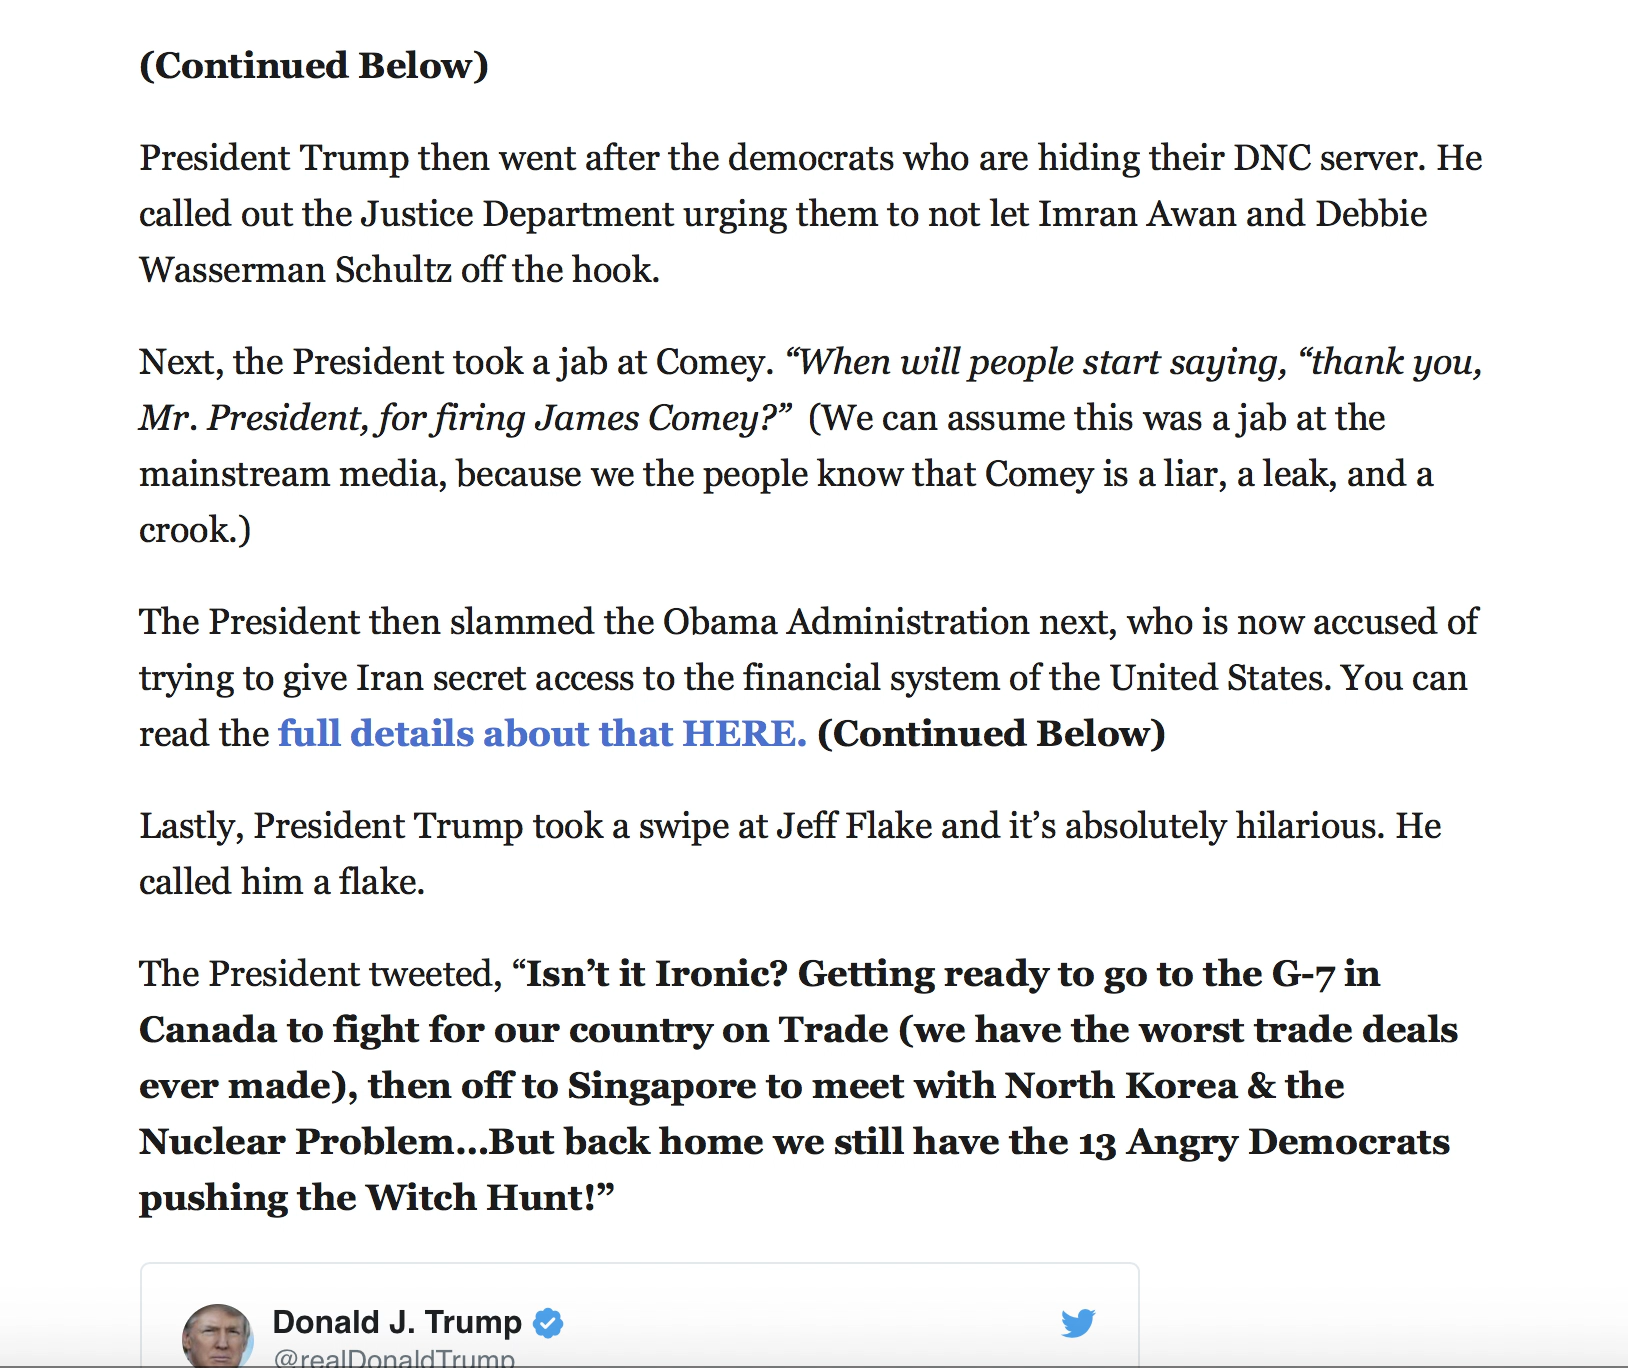 (Continued Below)
President Trump then went after the democrats who are hiding their DNC server. He
called out the Justice Department urging them to not let Imran Awan and Debbie
Wasserman Schultz off the hook.
Next, the President took a jab at Comey. “When will people start saying, “thank you,
Mr. President, for firing James Comey?” (We can assume this was a jab at the
mainstream media, because we the people know that Comey is a liar, a leak, and a
crook.)
The President then slammed the Obama Administration next, who is now accused of
trying to give Iran secret access to the financial system of the United States. You can
read the full details about that HERE. (Continued Below)
Lastly, President Trump took a swipe at Jeff Flake and it’s absolutely hilarious. He
called him a flake.
The President tweeted, “Isn’t it Ironic? Getting ready to go to the G-7 in
Canada to fight for our country on Trade (we have the worst trade deals
ever made), then off to Singapore to meet with North Korea & the
Nuclear Problem...But back home we still have the 13 Angry Democrats
pushing the Witch Hunt!”
Donald J. Trump
@realDonaldTrump